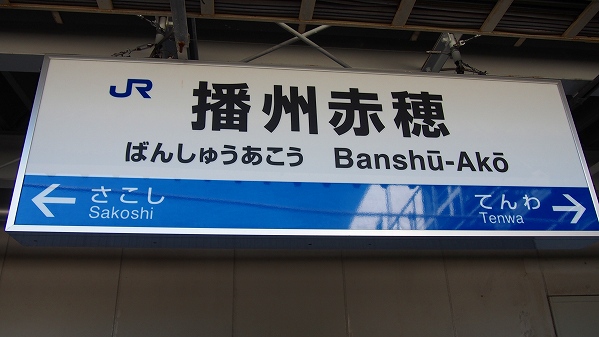 JR
播州赤穂
ばんしゅうあこう Banshū-Akō
← さこし てんわ →
Sakoshi Tenwa